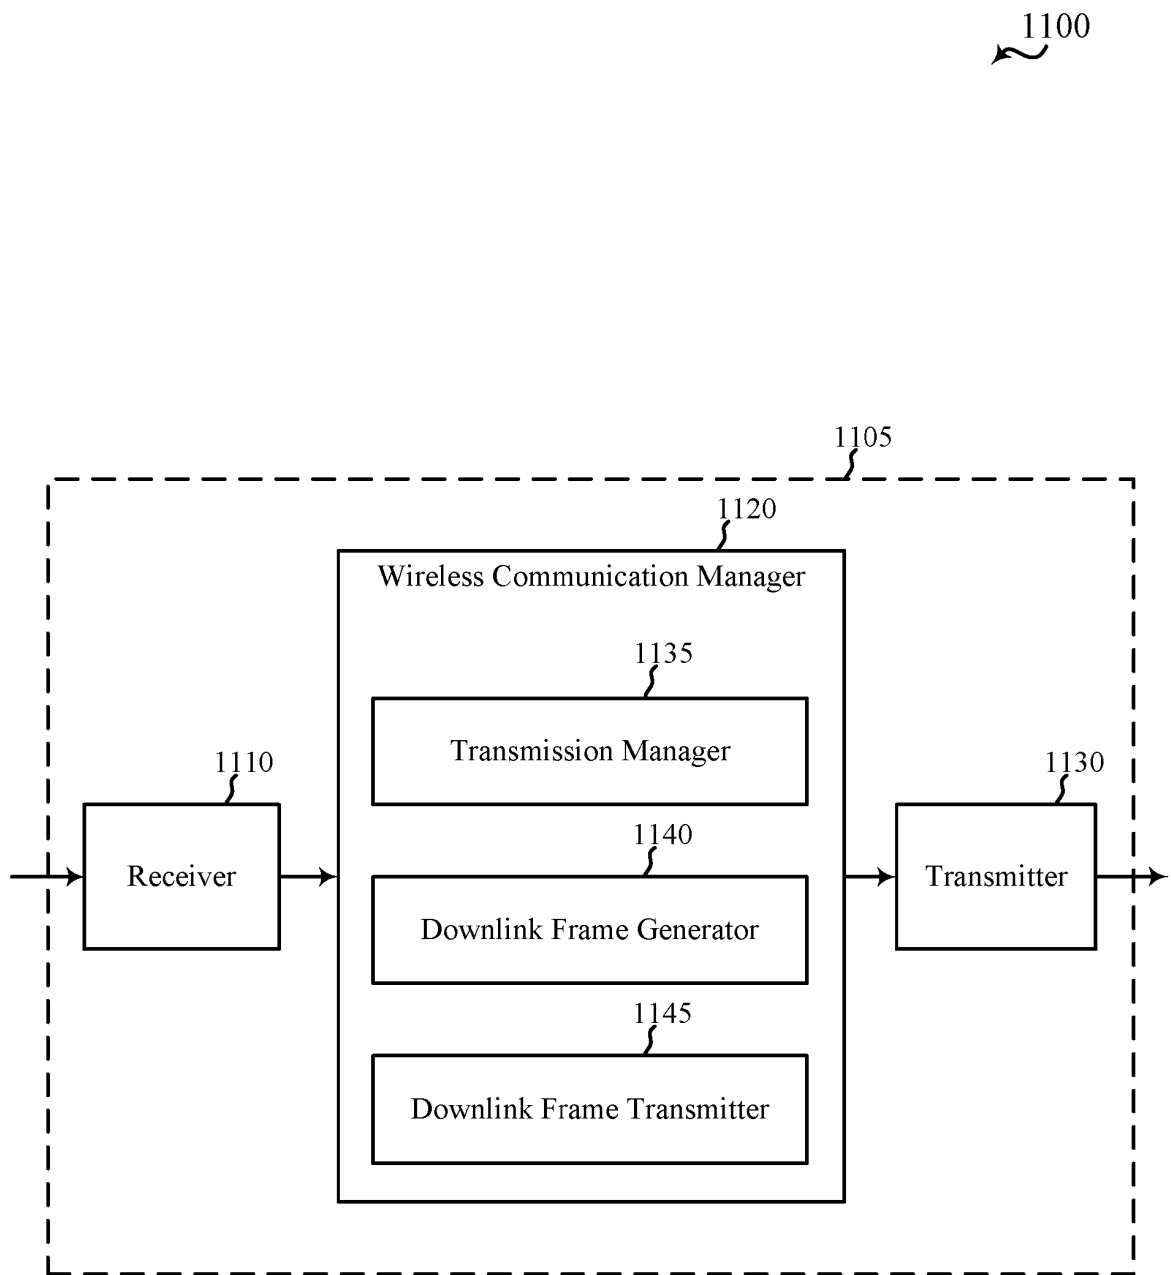 1100
1105
1120
Wireless Communication Manager
1135
Transmission Manager
1110
Receiver
1140
Downlink Frame Generator
1130
Transmitter
1145
Downlink Frame Transmitter